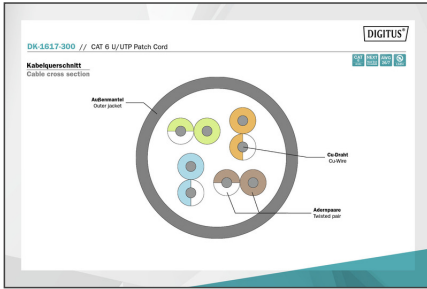 DIGITUS®
DK-1617-300 // CAT 6 U/UTP Patch Cord
Kabelquerschnitt
Cable cross section
Außenmantel
Outer jacket
Cu-Draht
Cu-Wire
Aderpaare
Twisted pair